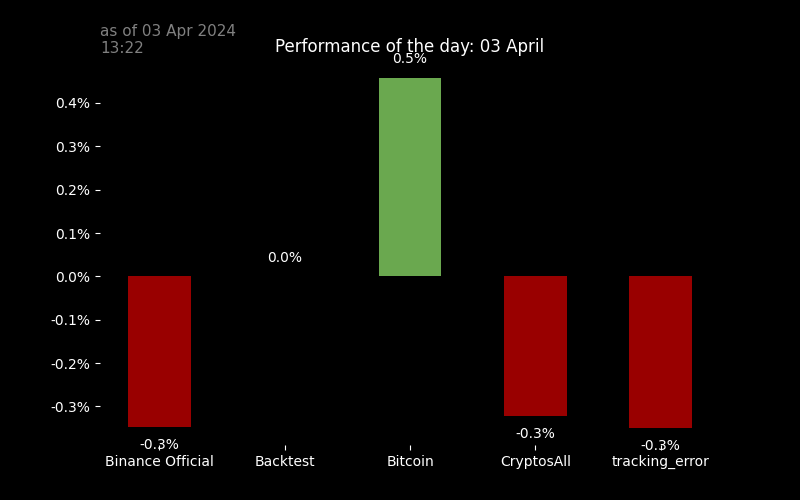 as of 03 Apr 2024
13:22
Performance of the day: 03 April
0.5%
0.4%
0.3%
0.2%
0.1%
0.0%
0.0%
-0.1%
-0.2%
-0.3%
-0.3%
-0.3%
-0.3%
Binance Official
Backtest
Bitcoin
CryptosAll
tracking_error